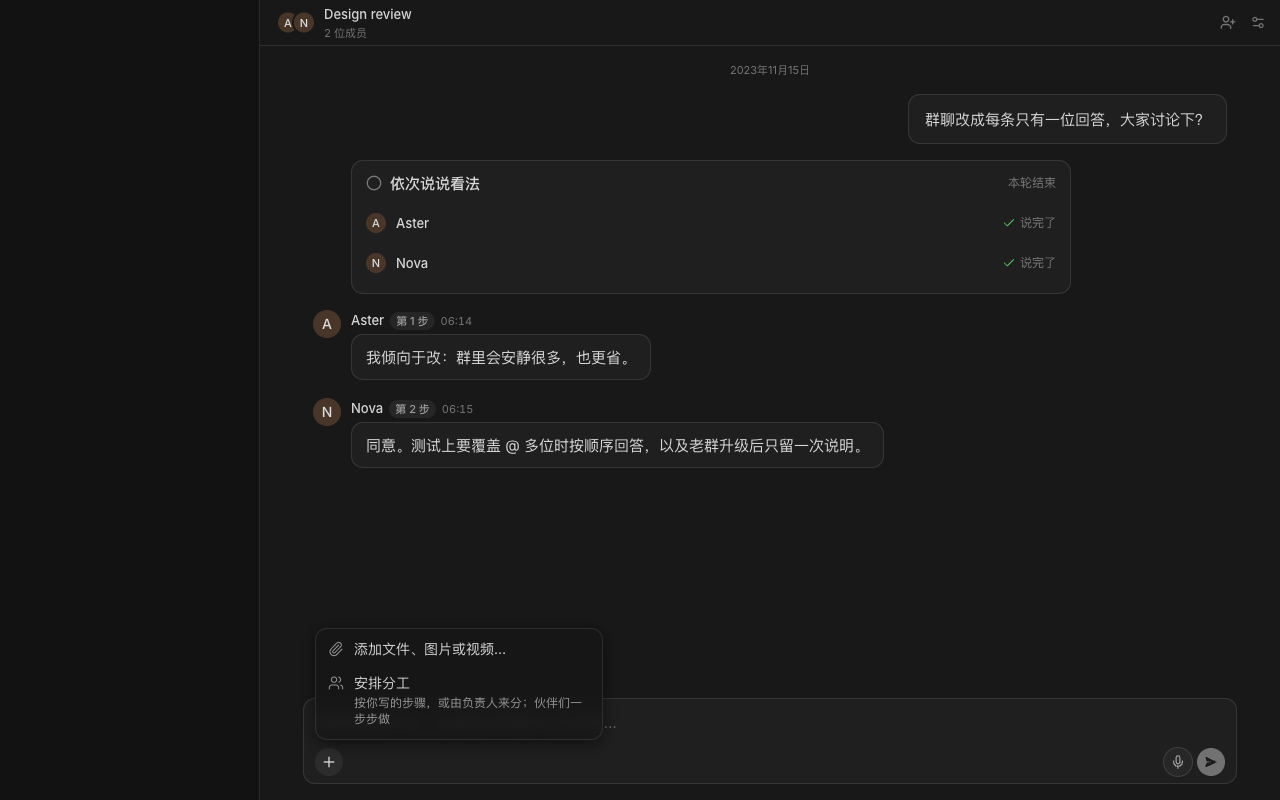 A N Design review
2 位成员
2023年11月15日
群聊改成每条只有一位回答，大家讨论下？
依次说说看法 本轮结束
A Aster 说完了
N Nova 说完了
A Aster 第 1 步 06:14
我倾向于改：群里会安静很多，也更省。
N Nova 第 2 步 06:15
同意。测试上要覆盖 @ 多位时按顺序回答，以及老群升级后只留一次说明。
添加文件、图片或视频...
安排分工
按你写的步骤，或由负责人来分；伙伴们一
步步做
...